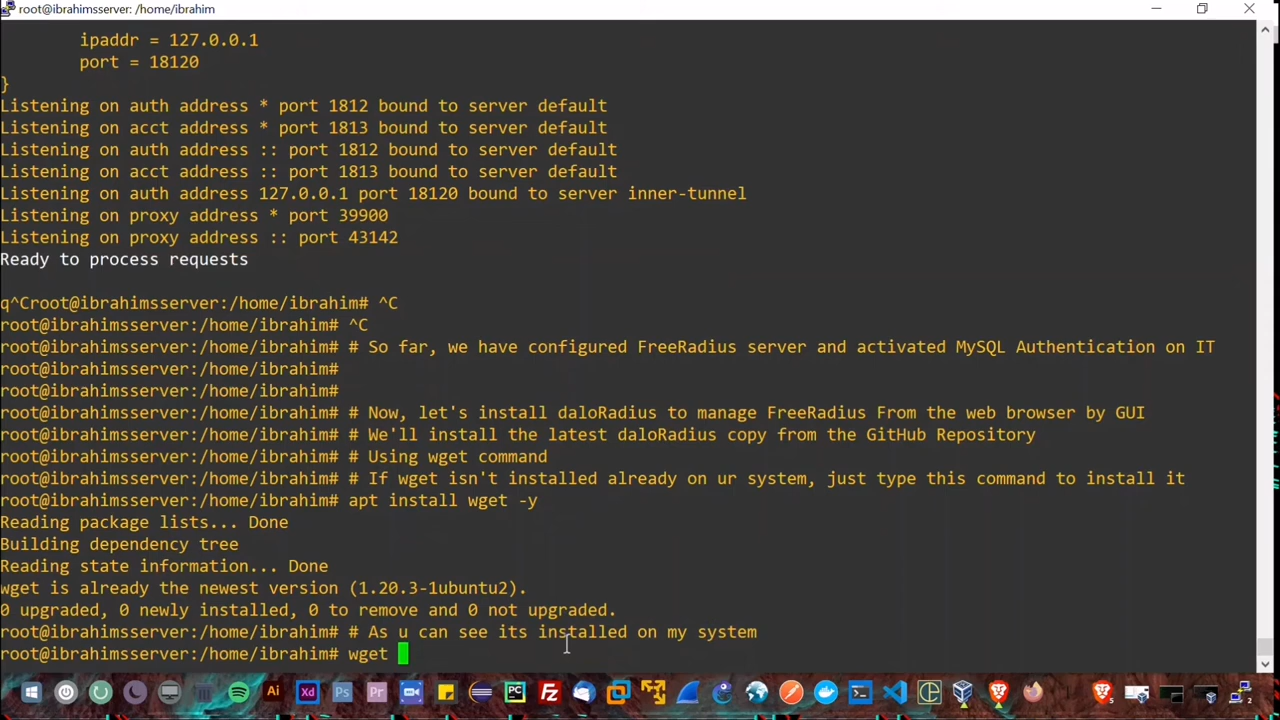 root@ibrahimsserver: /home/ibrahim
ipaddr = 127.0.0.1
port = 18120
}
Listening on auth address * port 1812 bound to server default
Listening on acct address * port 1813 bound to server default
Listening on auth address :: port 1812 bound to server default
Listening on acct address :: port 1813 bound to server default
Listening on auth address 127.0.0.1 port 18120 bound to server inner-tunnel
Listening on proxy address * port 39900
Listening on proxy address :: port 43142
Ready to process requests
q^Croot@ibrahimsserver:/home/ibrahim# ^C
root@ibrahimsserver:/home/ibrahim# ^C
root@ibrahimsserver:/home/ibrahim# # So far, we have configured FreeRadius server and activated MySQL Authentication on IT
root@ibrahimsserver:/home/ibrahim#
root@ibrahimsserver:/home/ibrahim#
root@ibrahimsserver:/home/ibrahim# # Now, let's install daloRadius to manage FreeRadius From the web browser by GUI
root@ibrahimsserver:/home/ibrahim# # We'll install the latest daloRadius copy from the GitHub Repository
root@ibrahimsserver:/home/ibrahim# # Using wget command
root@ibrahimsserver:/home/ibrahim# # If wget isn't installed already on ur system, just type this command to install it
root@ibrahimsserver:/home/ibrahim# apt install wget -y
Reading package lists... Done
Building dependency tree
Reading state information... Done
wget is already the newest version (1.20.3-1ubuntu2).
0 upgraded, 0 newly installed, 0 to remove and 0 not upgraded.
root@ibrahimsserver:/home/ibrahim# # As u can see its installed on my system
root@ibrahimsserver:/home/ibrahim# wget
Ai Xd Ps Pr PC FZ